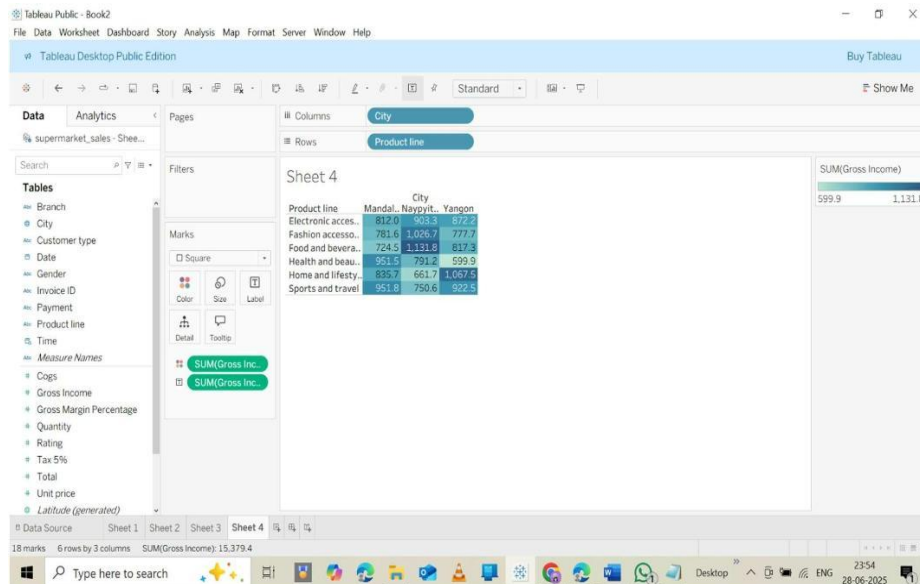 Tableau Public - Book2
File Data Worksheet Dashboard Story Analysis Map Format Server Window Help
Tableau Desktop Public Edition
Buy Tableau
Standard
Show Me
Data Analytics
supermarket_sales - Shee...
Search
Tables
Branch
City
Customer type
Date
Gender
Invoice ID
Payment
Product line
Time
Measure Names
Cogs
Gross Income
Gross Margin Percentage
Quantity
Rating
Tax 5%
Total
Unit price
Latitude (generated)
Pages
Filters
Marks
Square
Color Size Label
Detail Tooltip
SUM(Gross Inc..
SUM(Gross Inc..
Columns City
Rows Product line
Sheet 4
City
Product line Mandal.. Naypyit.. Yangon
Electronic acces.. 812.0 903.3 872.2
Fashion accesso.. 781.6 1,026.7 777.7
Food and bevera.. 724.5 1,131.8 817.3
Health and beau.. 951.5 791.2 599.9
Home and lifesty.. 835.7 661.7 1,067.5
Sports and travel 951.8 750.6 922.5
SUM(Gross Income)
599.9 1,131.8
Data Source Sheet 1 Sheet 2 Sheet 3 Sheet 4
18 marks 6 rows by 3 columns SUM(Gross Income): 15,379.4
Type here to search
Desktop
ENG
23:54
28-06-2025